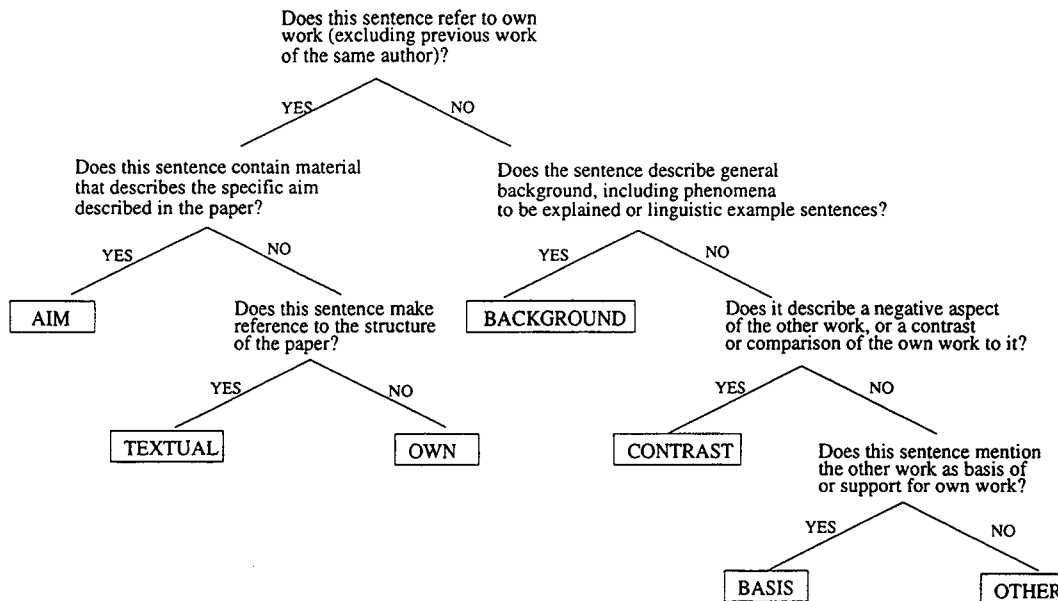 Does this sentence refer to own
work (excluding previous work
of the same author)?
YES
NO
Does this sentence contain material
that describes the specific aim
described in the paper?
Does the sentence describe general
background, including phenomena
to be explained or linguistic example sentences?
YES
NO
YES
NO
AIM
Does this sentence make
reference to the structure
of the paper?
BACKGROUND
Does it describe a negative aspect
of the other work, or a contrast
or comparison of the own work to it?
YES
NO
YES
NO
TEXTUAL
OWN
CONTRAST
Does this sentence mention
the other work as basis of
or support for own work?
YES
NO
BASIS
OTHER